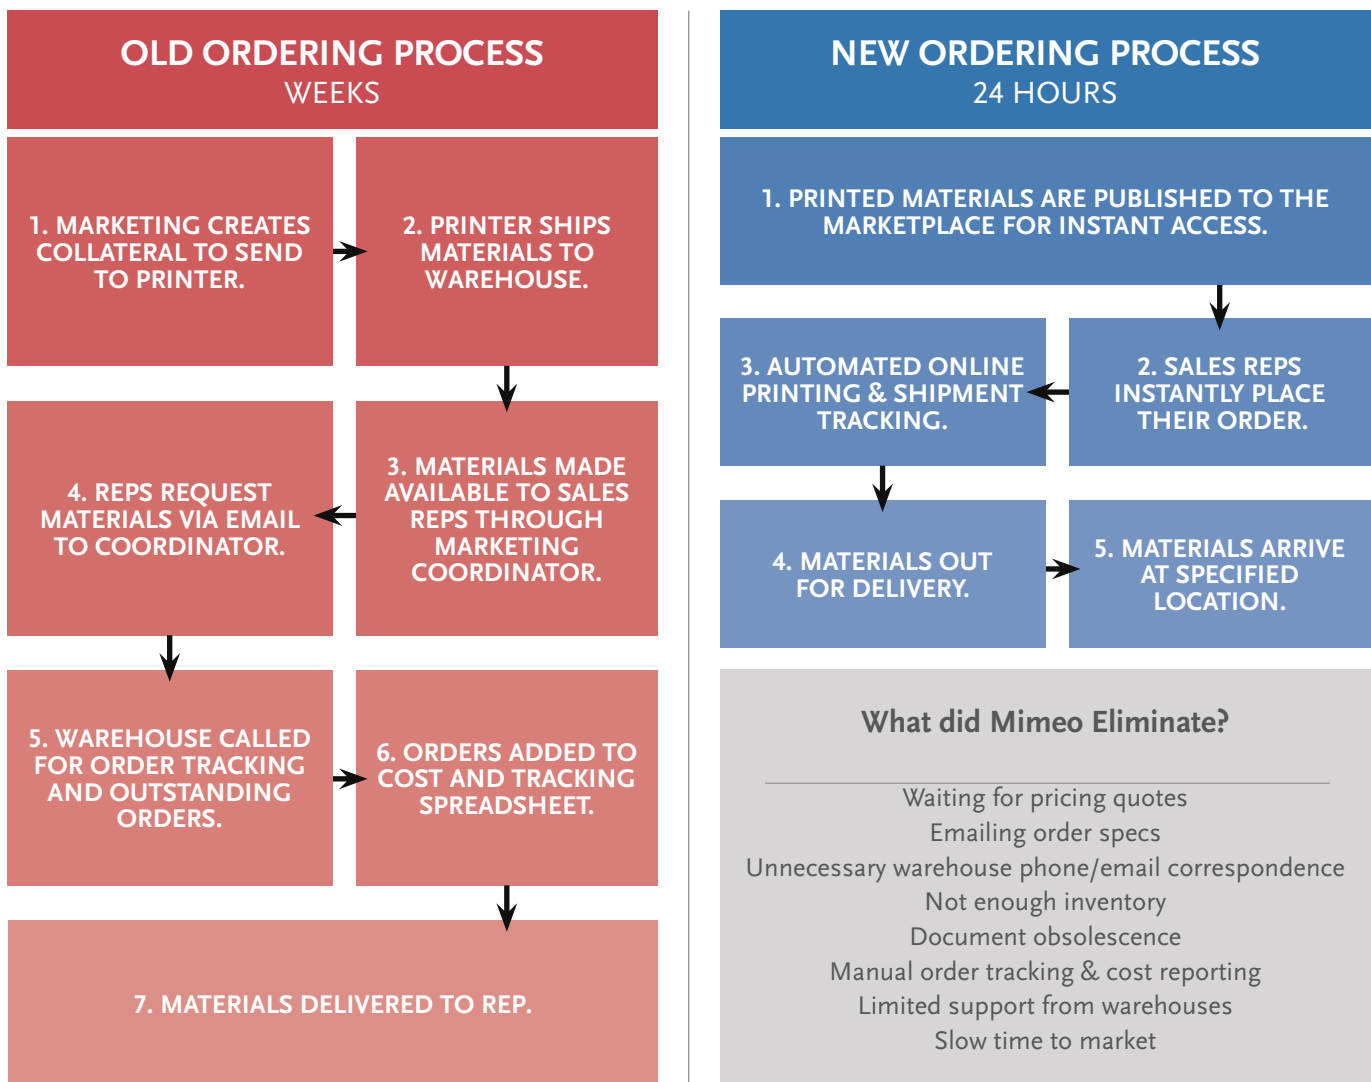 OLD ORDERING PROCESS
WEEKS
1. MARKETING CREATES
COLLATERAL TO SEND
TO PRINTER.
2. PRINTER SHIPS
MATERIALS TO
WAREHOUSE.
3. MATERIALS MADE
AVAILABLE TO SALES
REPS THROUGH
MARKETING
COORDINATOR.
4. REPS REQUEST
MATERIALS VIA EMAIL
TO COORDINATOR.
5. WAREHOUSE CALLED
FOR ORDER TRACKING
AND OUTSTANDING
ORDERS.
6. ORDERS ADDED TO
COST AND TRACKING
SPREADSHEET.
7. MATERIALS DELIVERED TO REP.
NEW ORDERING PROCESS
24 HOURS
1. PRINTED MATERIALS ARE PUBLISHED TO THE
MARKETPLACE FOR INSTANT ACCESS.
2. SALES REPS
INSTANTLY PLACE
THEIR ORDER.
3. AUTOMATED ONLINE
PRINTING & SHIPMENT
TRACKING.
4. MATERIALS OUT
FOR DELIVERY.
5. MATERIALS ARRIVE
AT SPECIFIED
LOCATION.
What did Mimeo Eliminate?
Waiting for pricing quotes
Emailing order specs
Unnecessary warehouse phone/email correspondence
Not enough inventory
Document obsolescence
Manual order tracking & cost reporting
Limited support from warehouses
Slow time to market